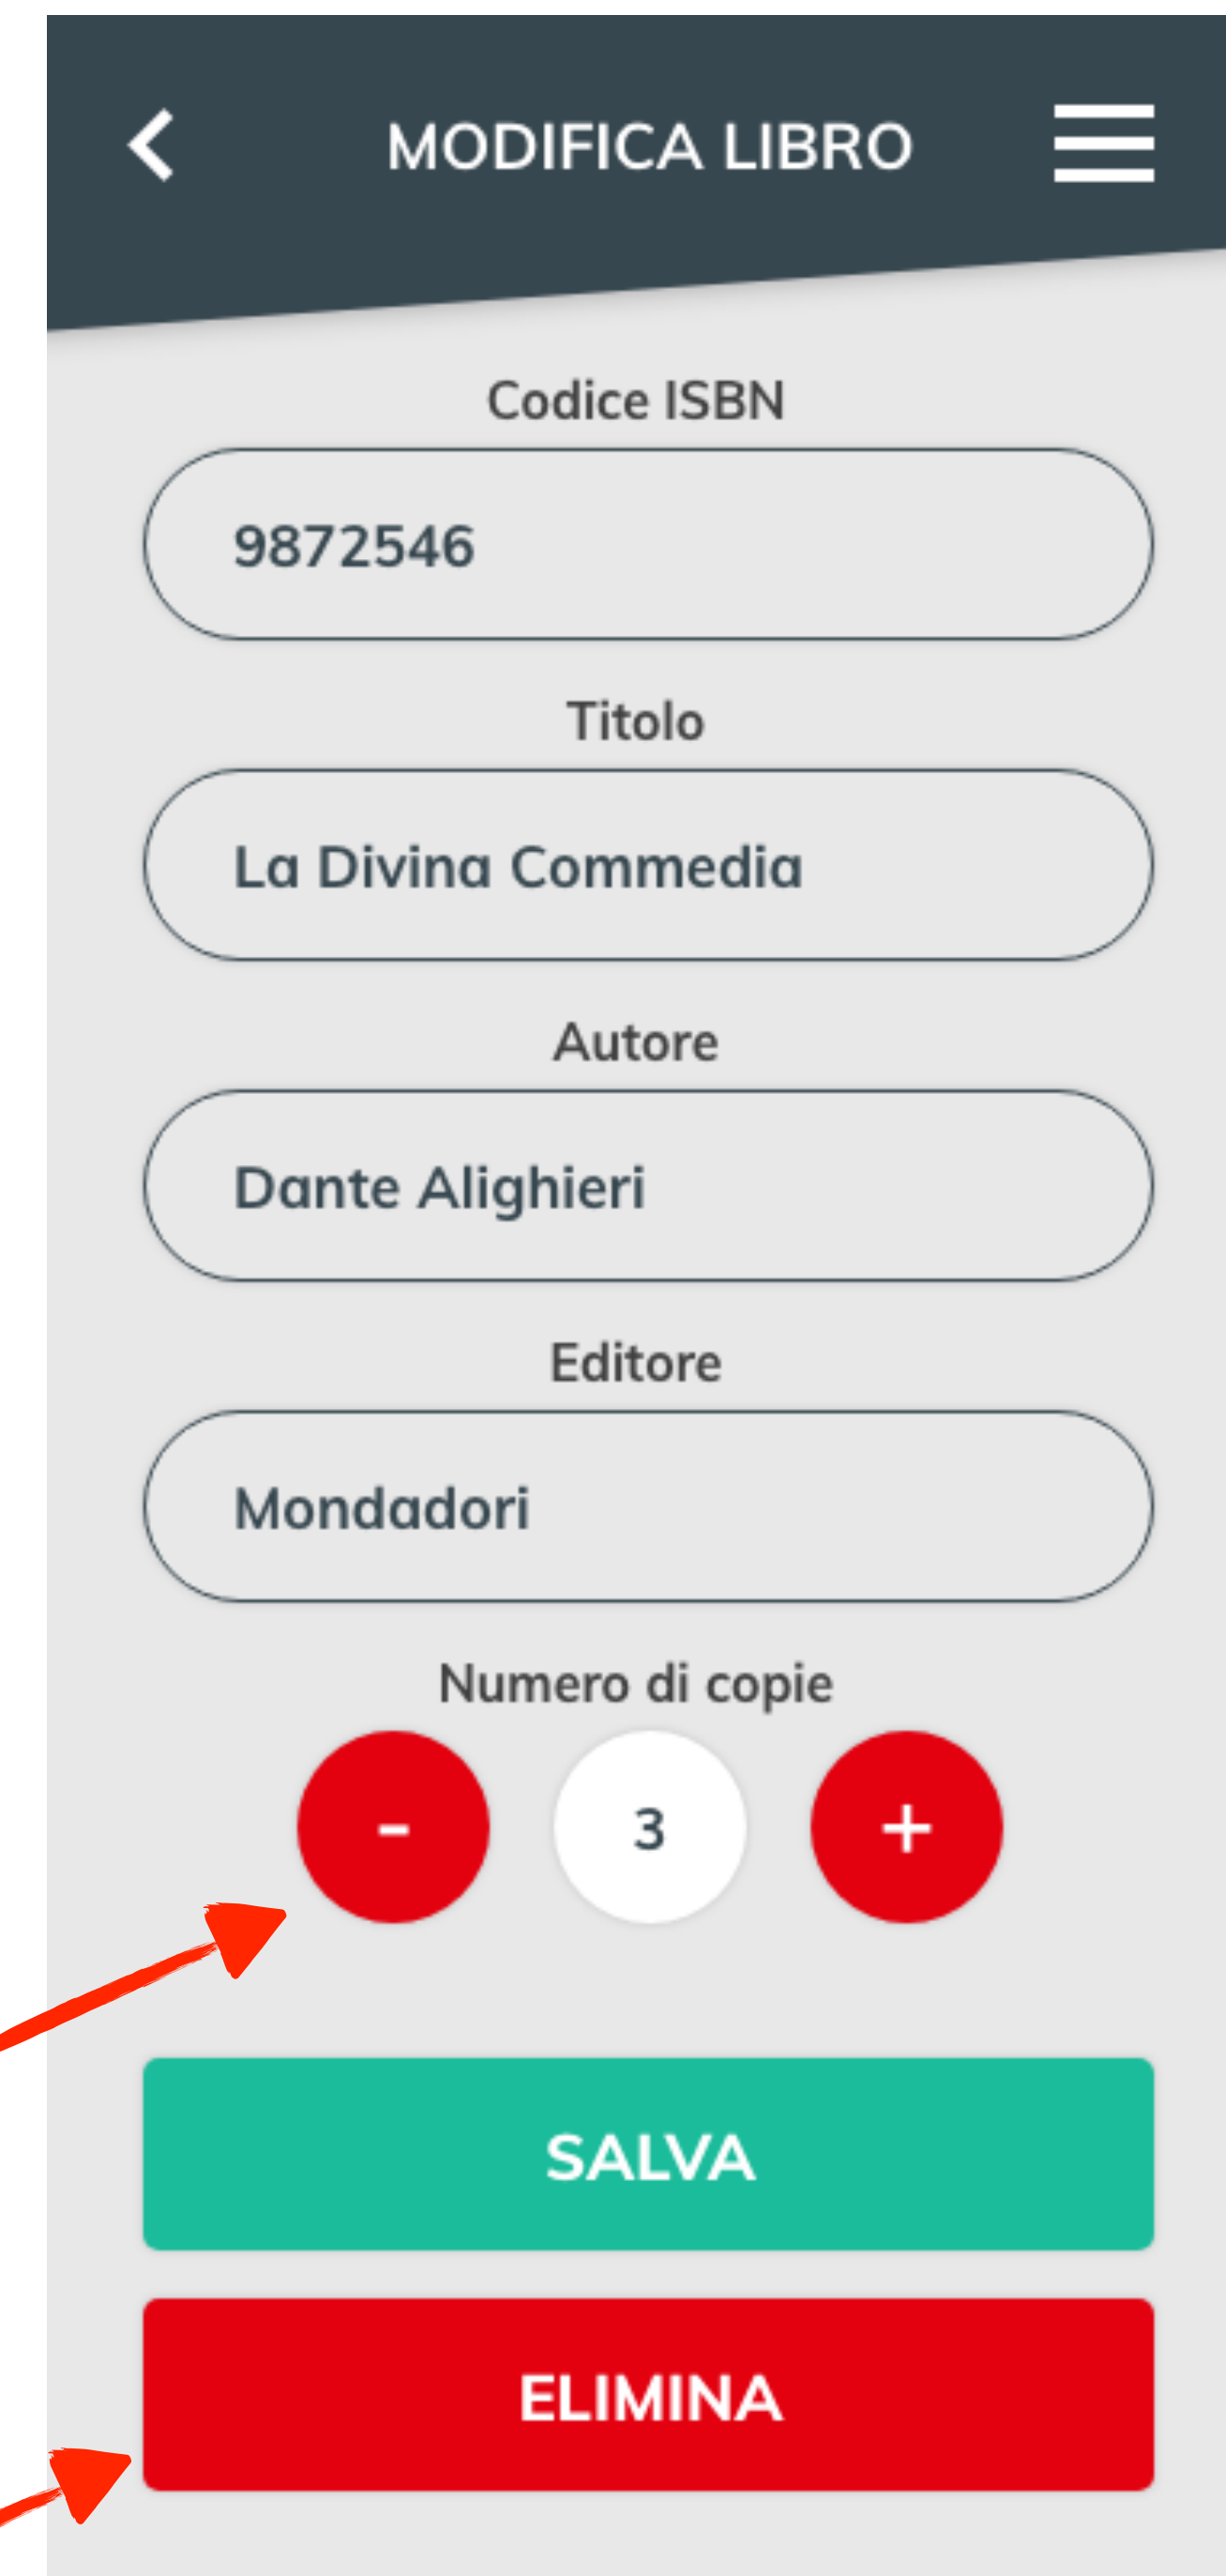 MODIFICA LIBRO
Codice ISBN
9872546
Titolo
La Divina Commedia
Autore
Dante Alighieri
Editore
Mondadori
Numero di copie
- 3 +
SALVA
ELIMINA